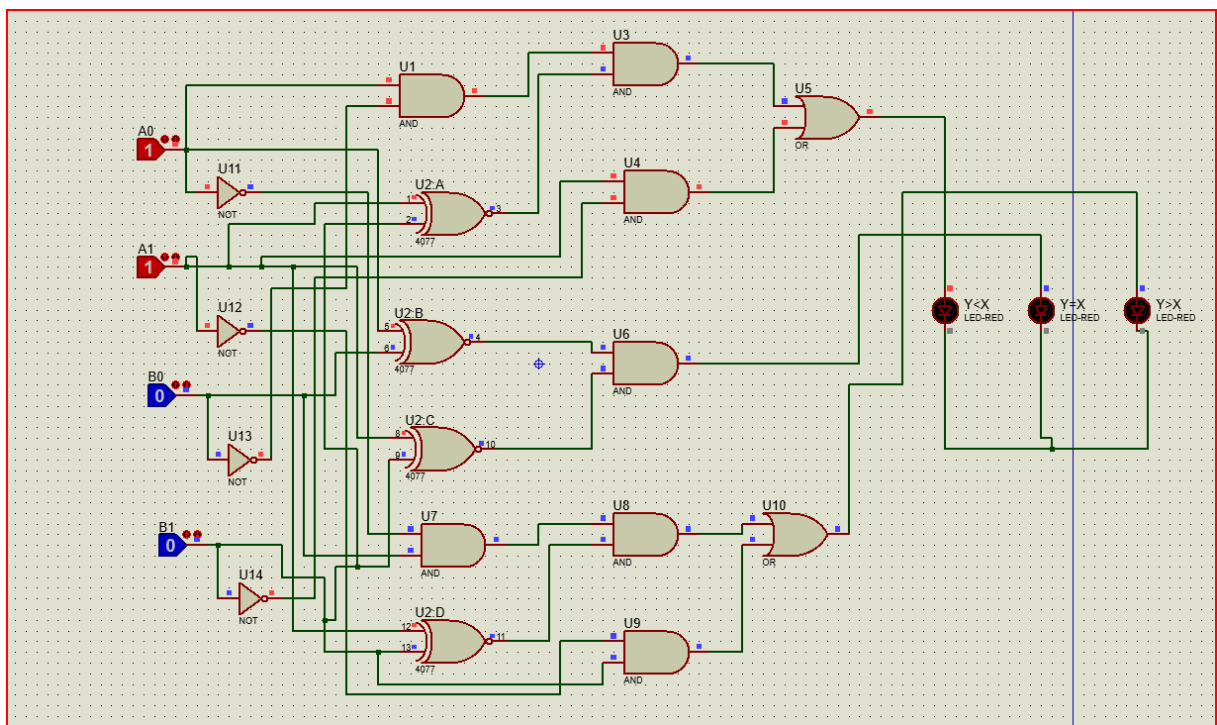 U3
AND
U1
AND
U5
OR
A0
1
U11
NOT
U4
AND
U2:A
1
2
3
4077
A1
1
U12
NOT
U2:B
5
6
4
4077
U6
AND
Y<X
LED-RED
Y=X
LED-RED
Y>X
LED-RED
B0
0
U13
NOT
U2:C
8
9
10
4077
B1
0
U14
NOT
U7
AND
U8
AND
U10
OR
U2:D
12
13
11
4077
U9
AND